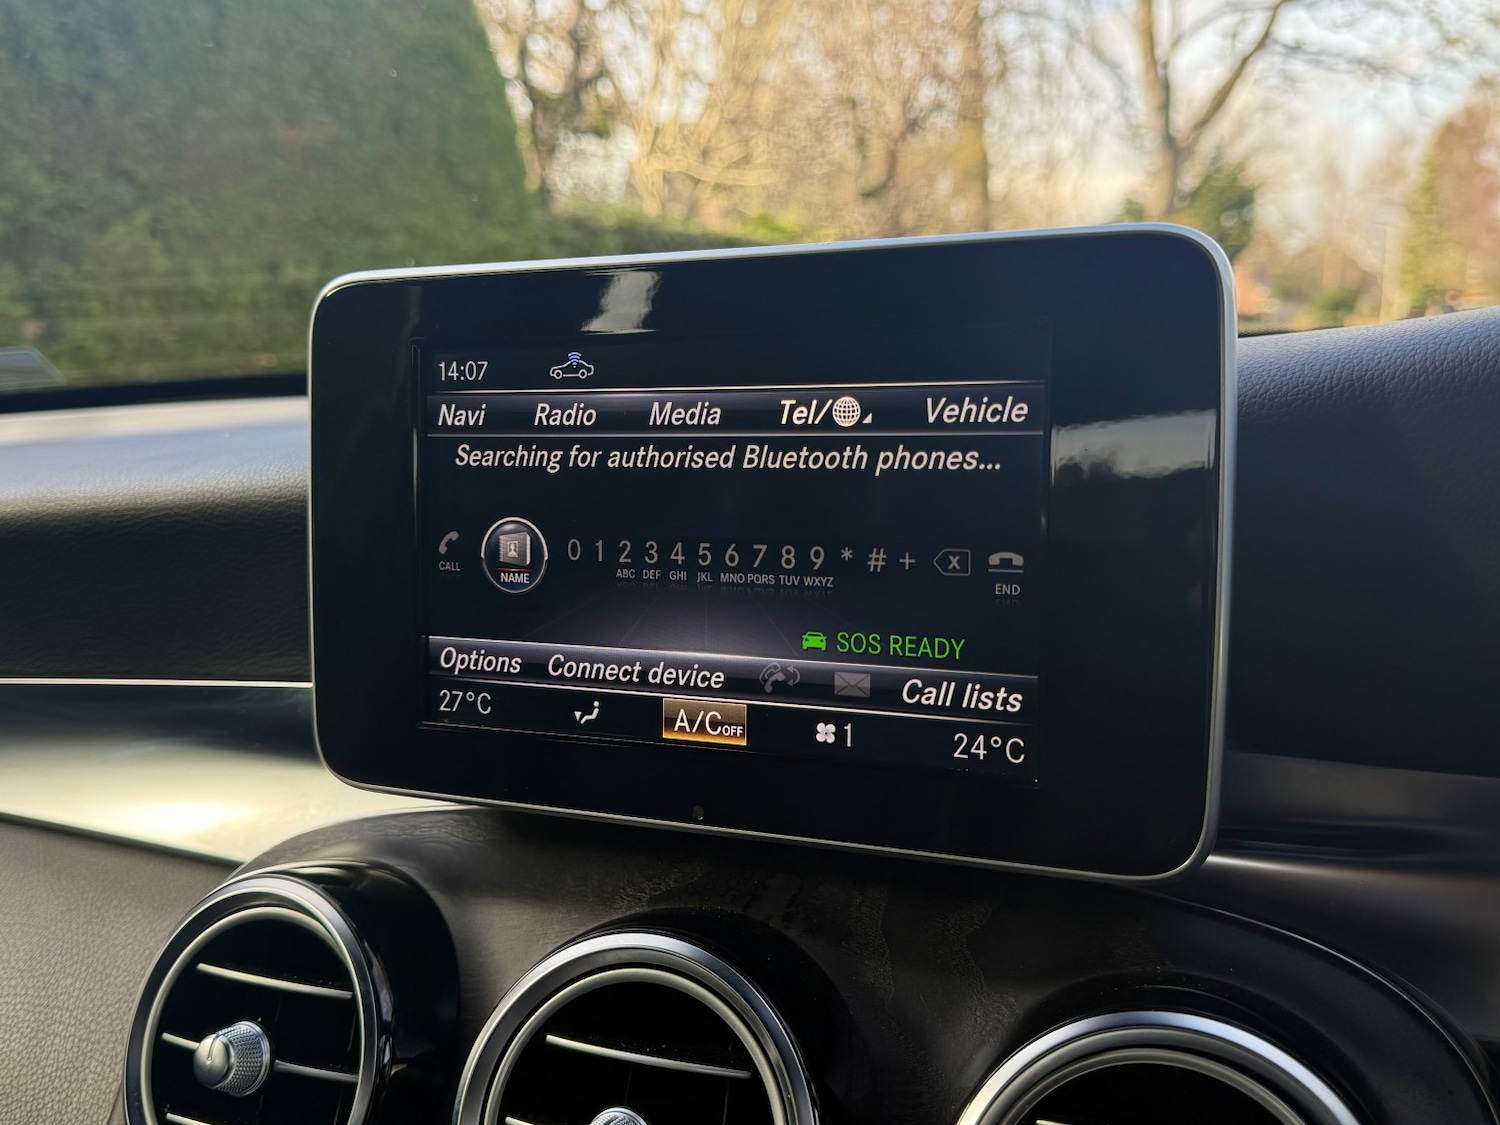 14:07
Navi Radio Media Tel/ Vehicle
Searching for authorised Bluetooth phones...
CALL NAME 0 1 2 ABC 3 DEF 4 GHI 5 JKL 6 MNO 7 PQRS 8 TUV 9 WXYZ * # + X END
SOS READY
Options Connect device Call lists
27°C A/C OFF 1 24°C